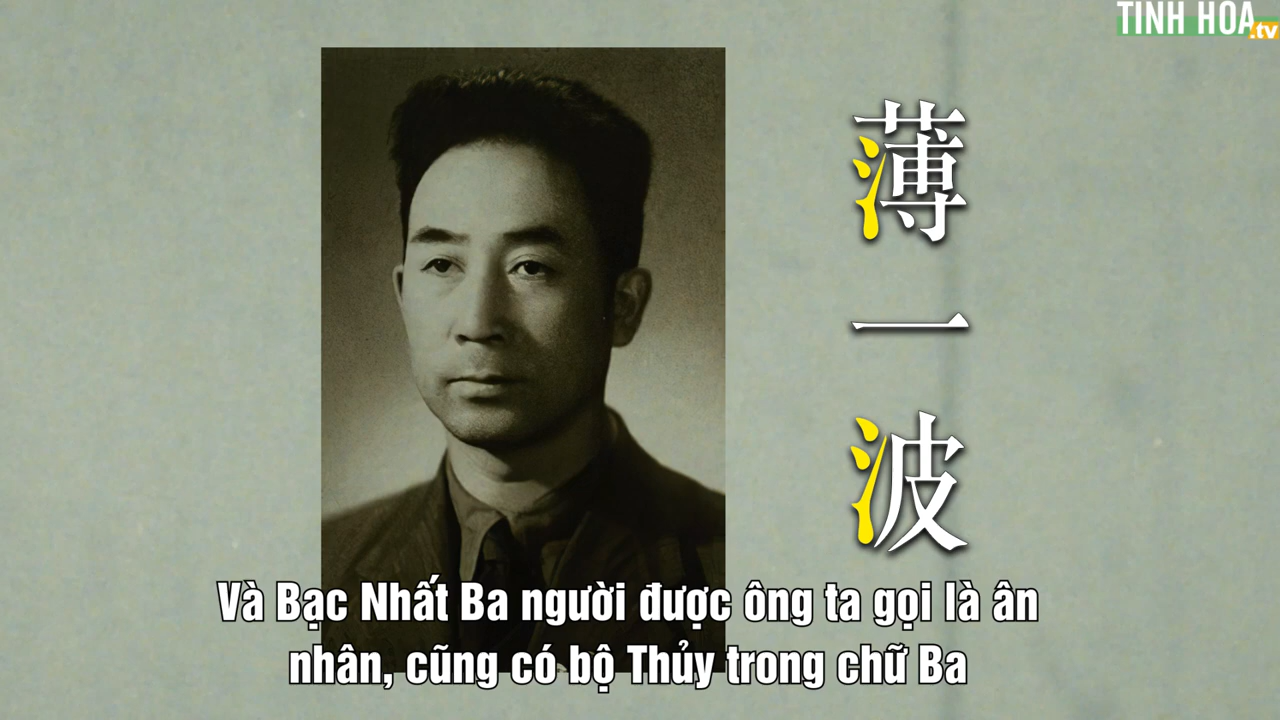 TINH HOA.tv
薄一波
Và Bạc Nhất Ba người được ông ta gọi là ân
nhân, cũng có bộ Thủy trong chữ Ba